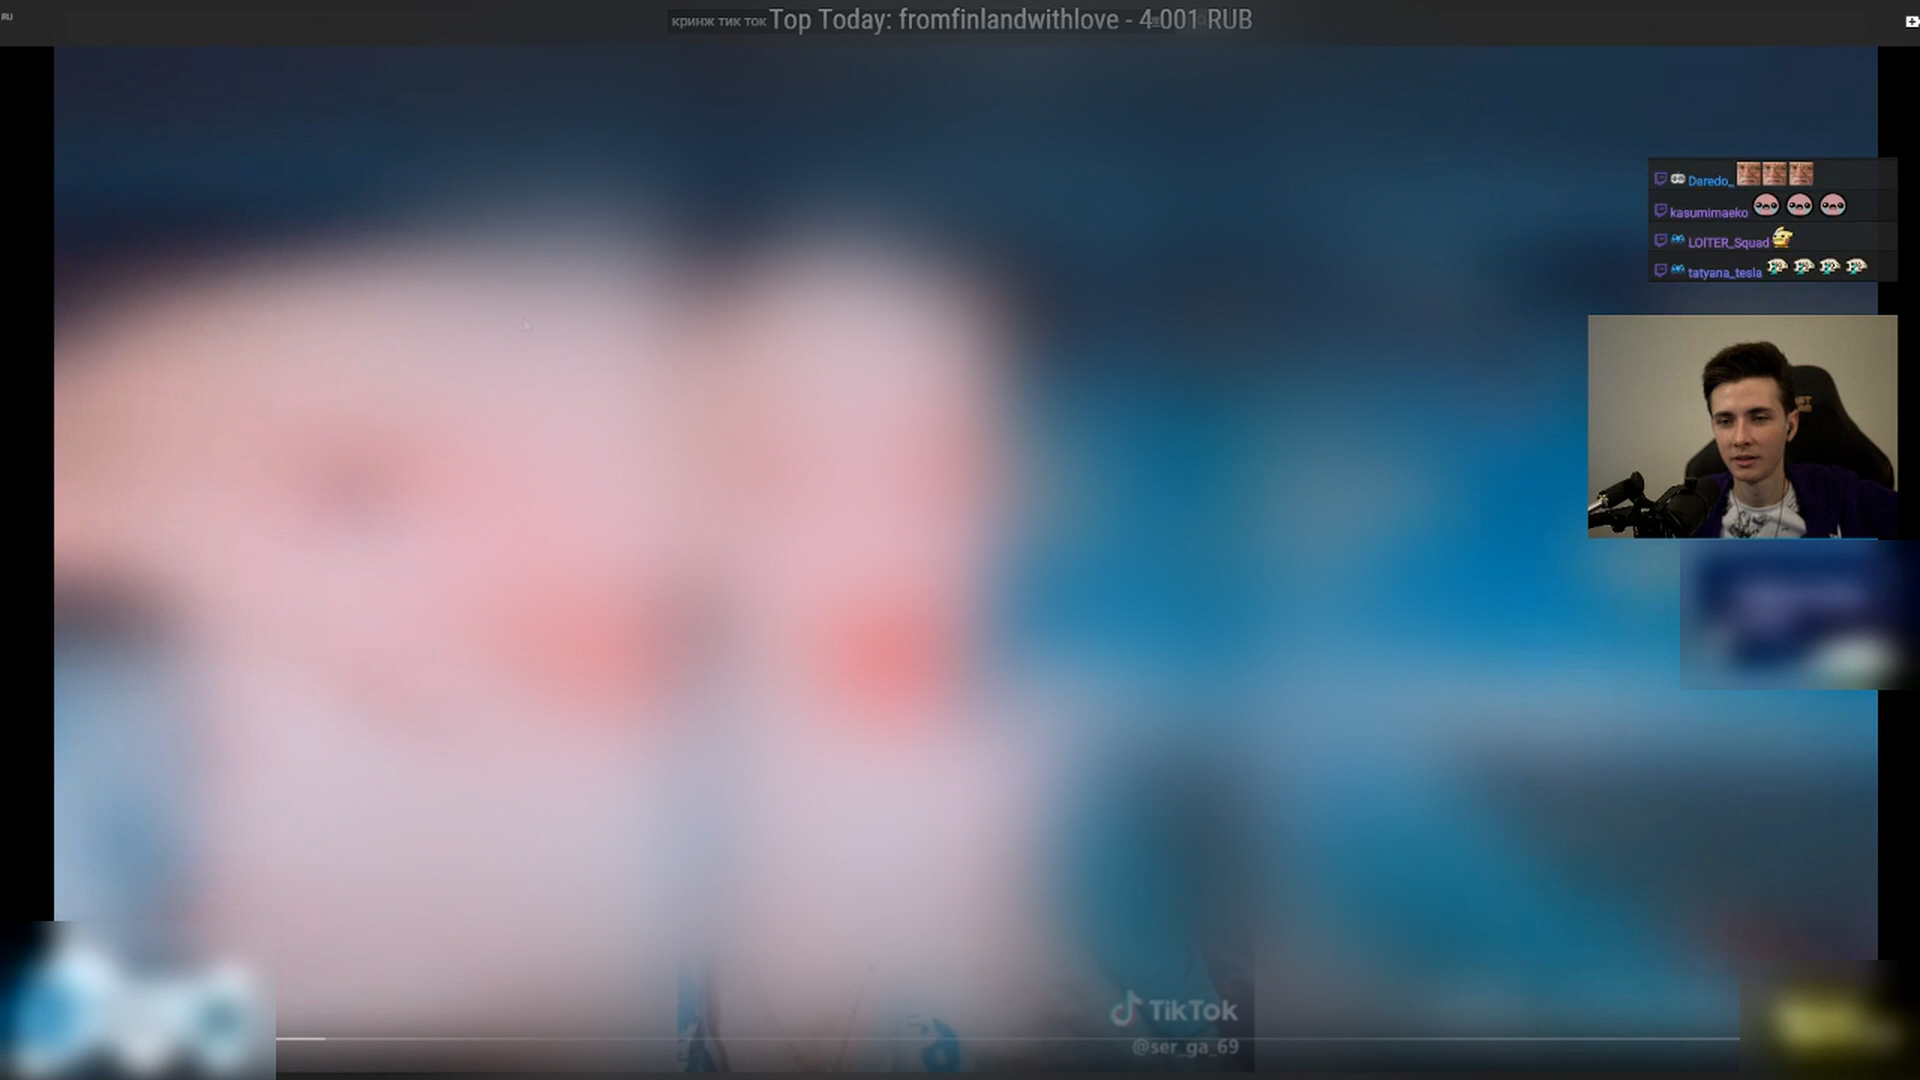 RU
кринж тик ток
Top Today: fromfinlandwithlove - 4 001 RUB
Daredo_
kasumimaeko
LOITER_Squad
tatyana_tesla
TikTok
@ser_ga_69